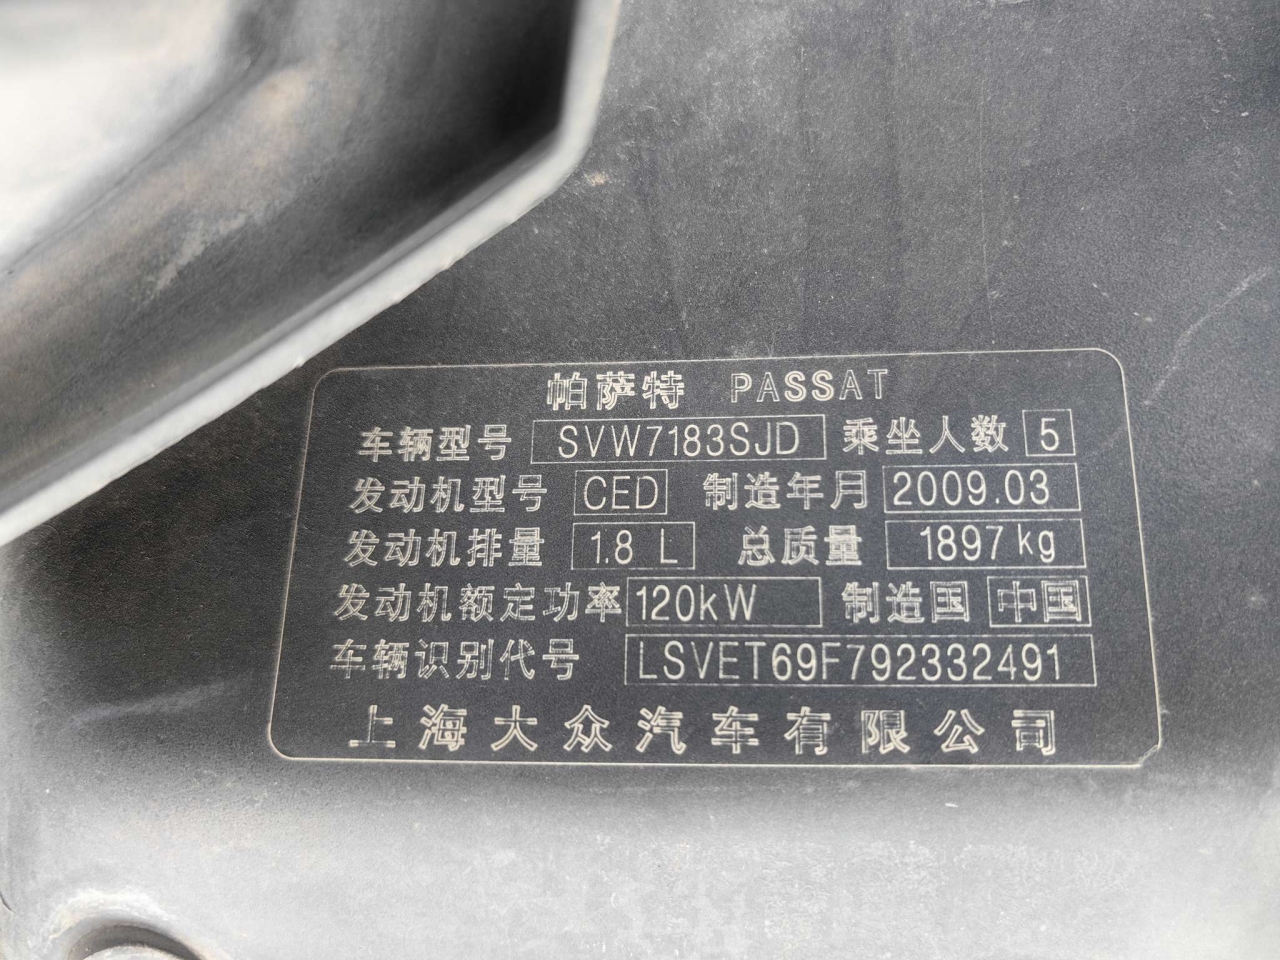 帕萨特 PASSAT
车辆型号 SVW7183SJD 乘坐人数 5
发动机型号 CED 制造年月 2009.03
发动机排量 1.8 L 总质量 1897 kg
发动机额定功率 120kW 制造国 中国
车辆识别代号 LSVET69F792332491
上海大众汽车有限公司